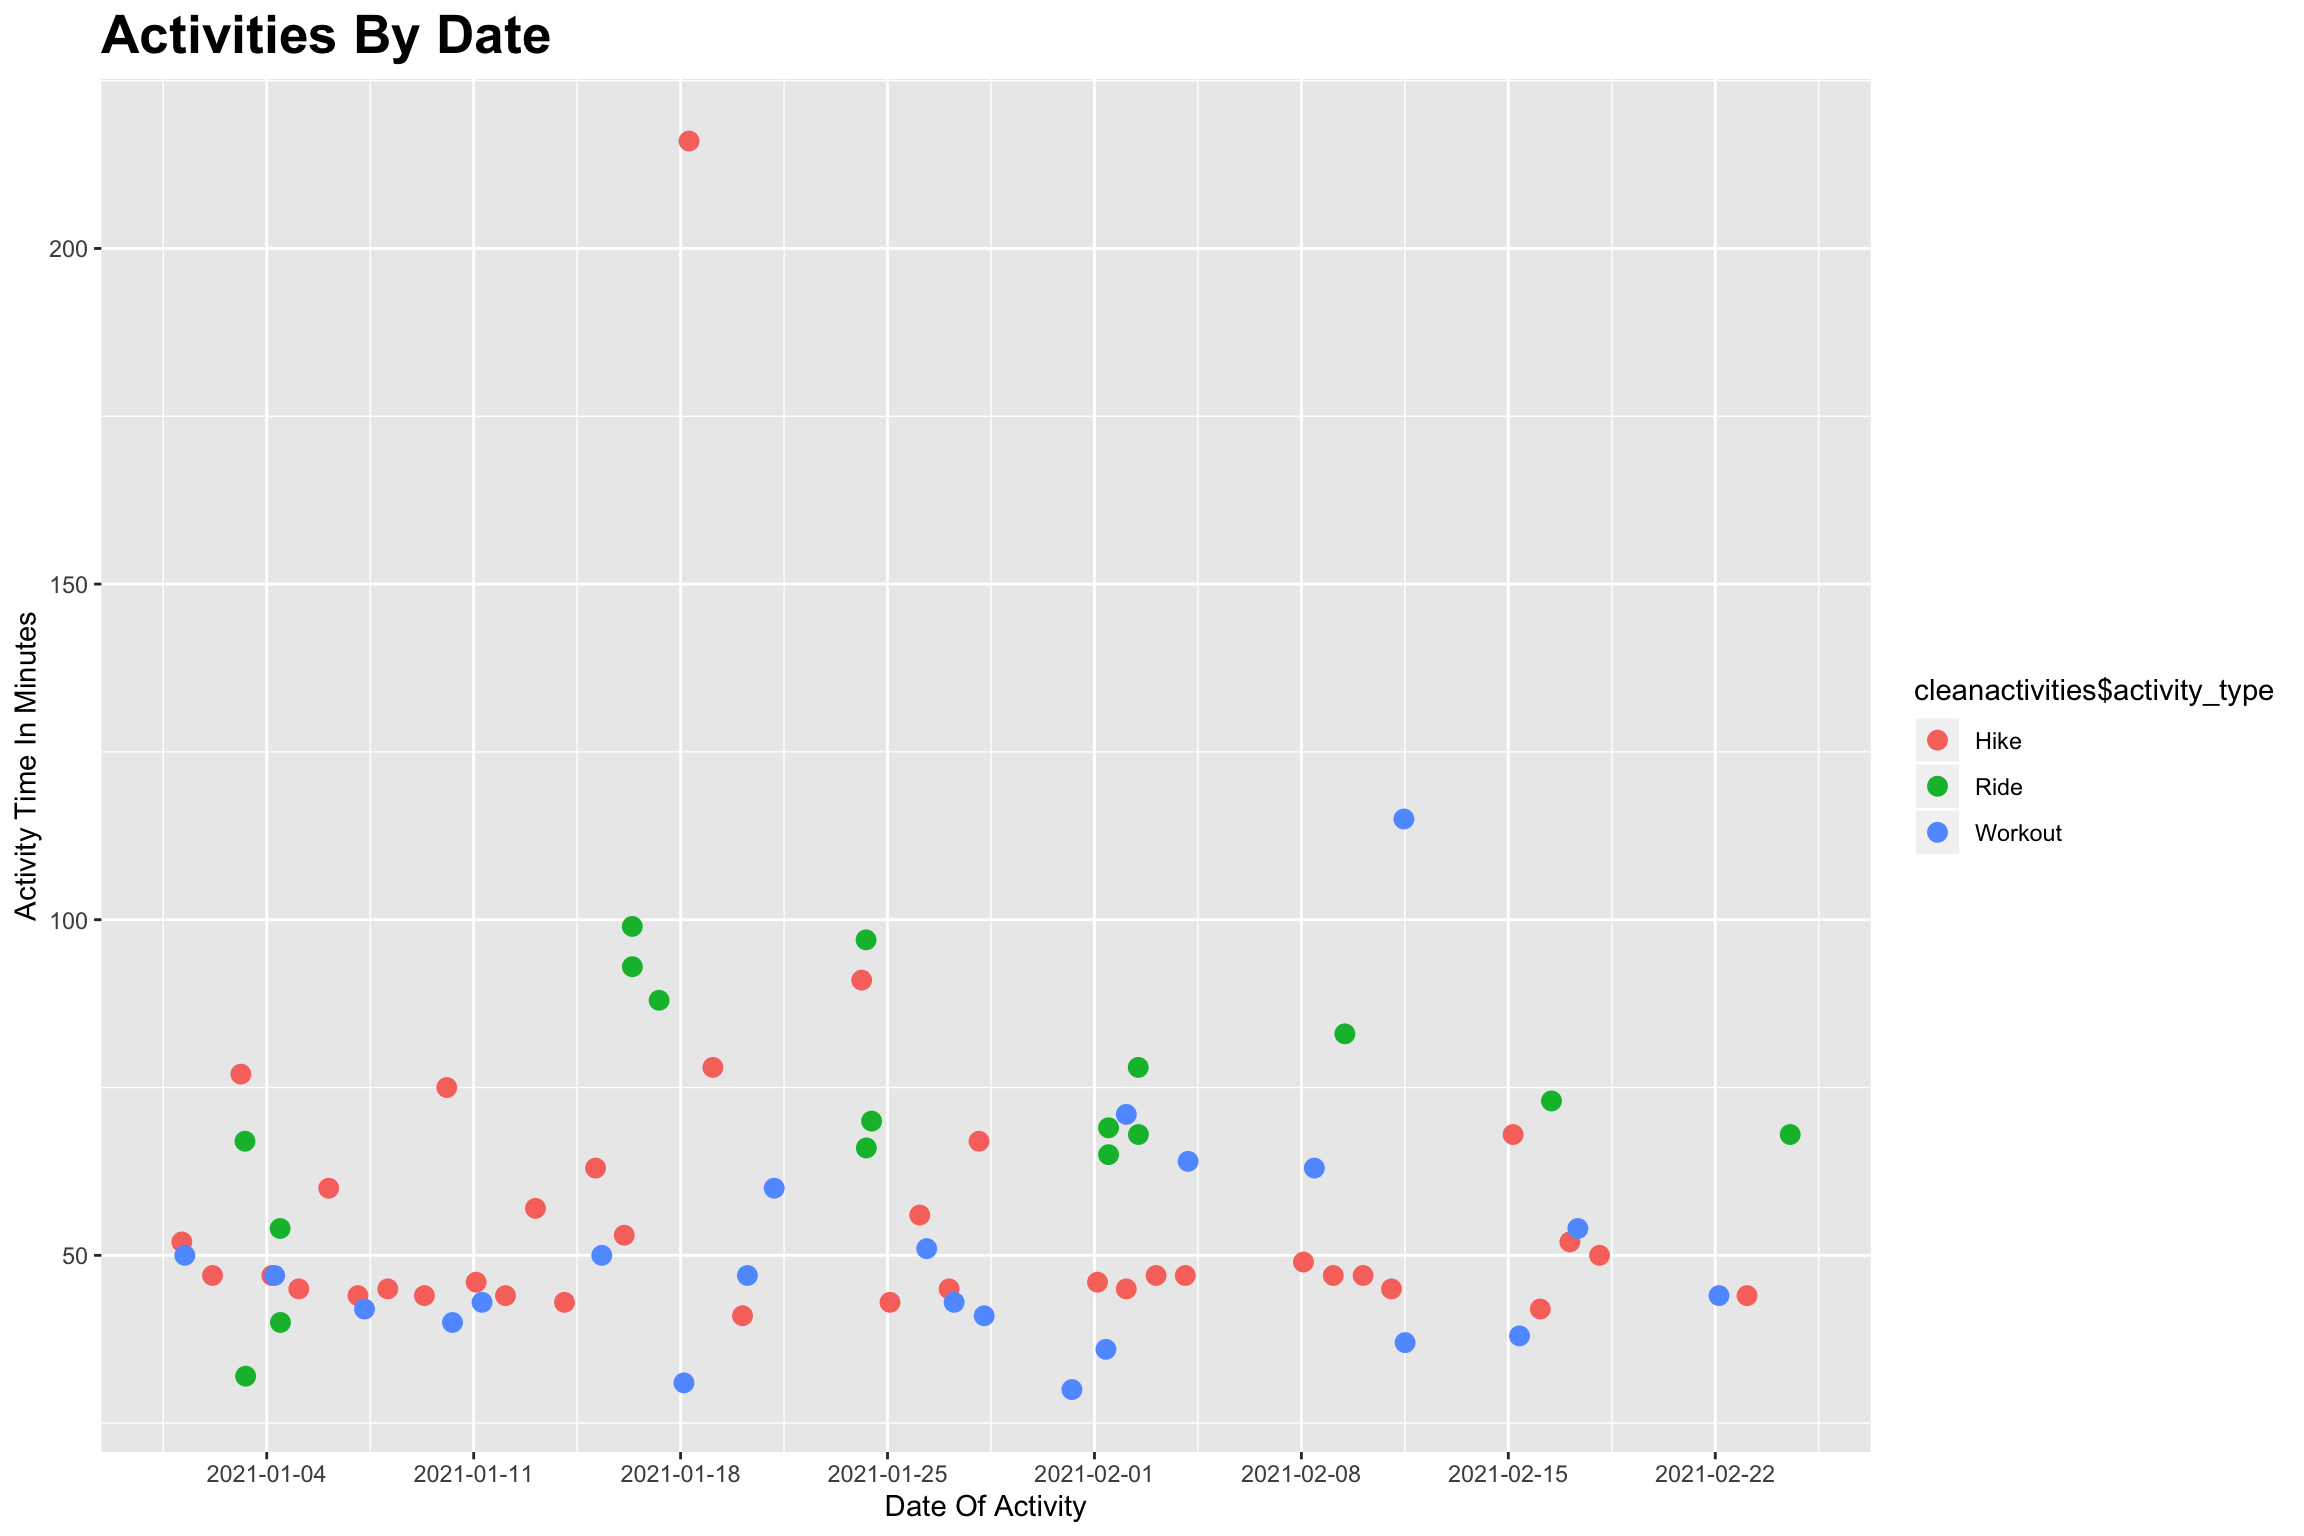 Activities By Date
Activity Time In Minutes
200
150
100
50
2021-01-04 2021-01-11 2021-01-18 2021-01-25 2021-02-01 2021-02-08 2021-02-15 2021-02-22
Date Of Activity
cleanactivities$activity_type
Hike
Ride
Workout